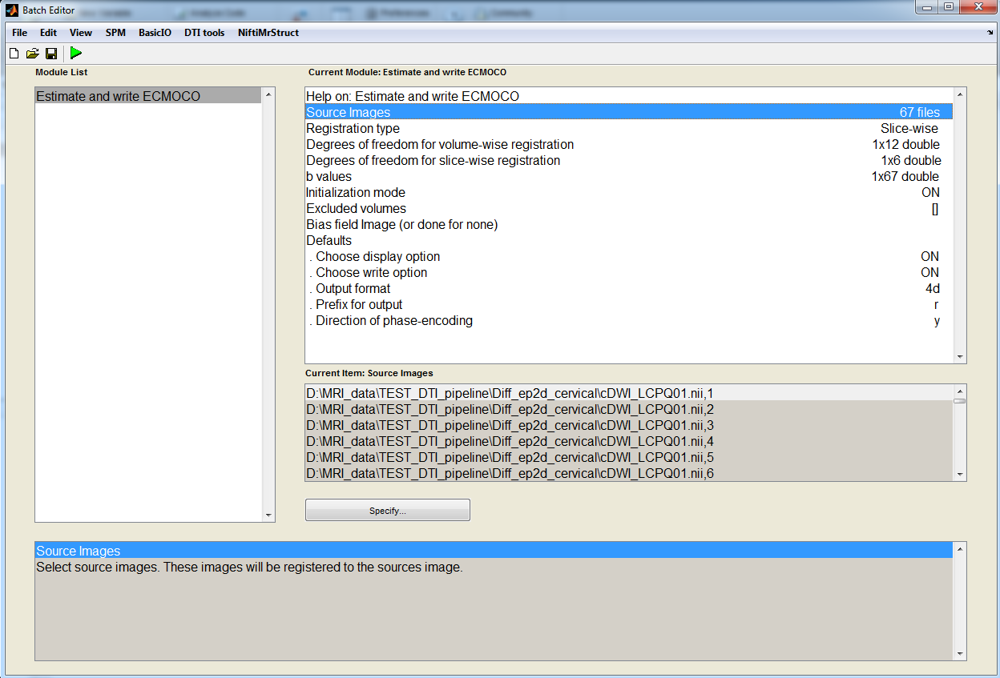 Batch Editor
File Edit View SPM BasicIO DTI tools NiftiMrStruct
Module List
Estimate and write ECMOCO
Current Module: Estimate and write ECMOCO
Help on: Estimate and write ECMOCO
Source Images 67 files
Registration type Slice-wise
Degrees of freedom for volume-wise registration 1x12 double
Degrees of freedom for slice-wise registration 1x6 double
b values 1x67 double
Initialization mode ON
Excluded volumes []
Bias field Image (or done for none)
Defaults
. Choose display option ON
. Choose write option ON
. Output format 4d
. Prefix for output r
. Direction of phase-encoding y
Current Item: Source Images
D:\MRI_data\TEST_DTI_pipeline\Diff_ep2d_cervical\cDWI_LCPQ01.nii,1
D:\MRI_data\TEST_DTI_pipeline\Diff_ep2d_cervical\cDWI_LCPQ01.nii,2
D:\MRI_data\TEST_DTI_pipeline\Diff_ep2d_cervical\cDWI_LCPQ01.nii,3
D:\MRI_data\TEST_DTI_pipeline\Diff_ep2d_cervical\cDWI_LCPQ01.nii,4
D:\MRI_data\TEST_DTI_pipeline\Diff_ep2d_cervical\cDWI_LCPQ01.nii,5
D:\MRI_data\TEST_DTI_pipeline\Diff_ep2d_cervical\cDWI_LCPQ01.nii,6
Specify...
Source Images
Select source images. These images will be registered to the sources image.